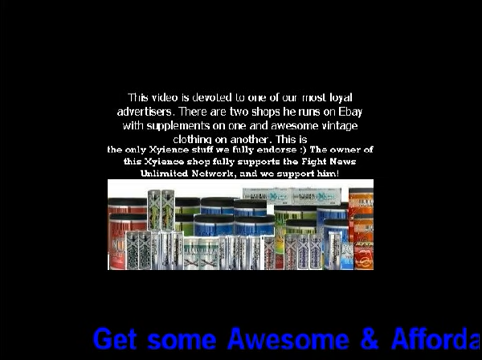 This video is devoted to one of our most loyal
advertisers. There are two shops he runs on Ebay
with supplements on one and awesome vintage
clothing on another. This is
the only Xyience stuff we fully endorse :) The owner of
this Xyience shop fully supports the Fight News
Unlimited Network, and we support him!
Get some Awesome & Afforda